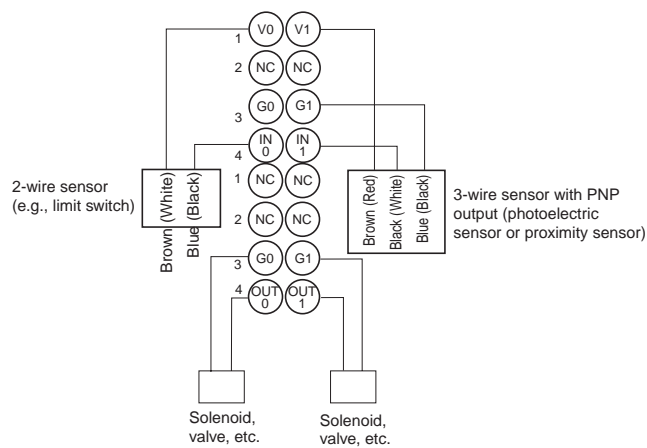 1 V0 V1
2 NC NC
3 G0 G1
4 IN 0 IN 1
1 NC NC
2 NC NC
3 G0 G1
4 OUT 0 OUT 1
2-wire sensor
(e.g., limit switch)
Brown (White)
Blue (Black)
Brown (Red)
Black (White)
Blue (Black)
3-wire sensor with PNP
output (photoelectric
sensor or proximity sensor)
Solenoid,
valve, etc.
Solenoid,
valve, etc.